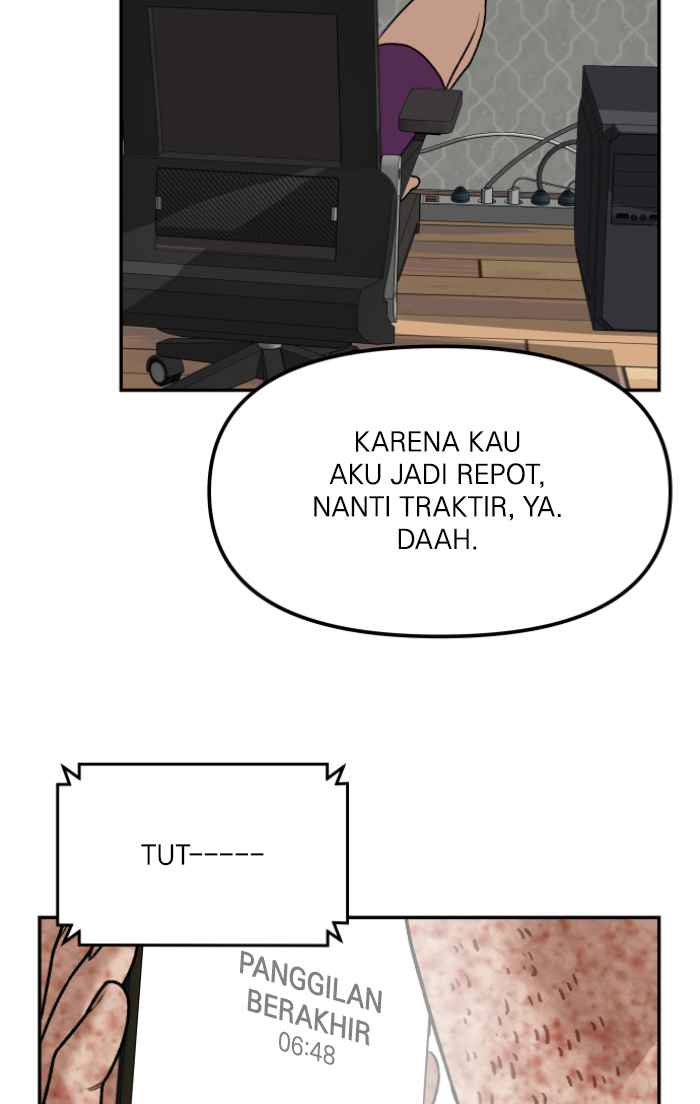 KARENA KAU
AKU JADI REPOT,
NANTI TRAKTIR, YA.
DAAH.
TUT-----
PANGGILAN
BERAKHIR
06:48